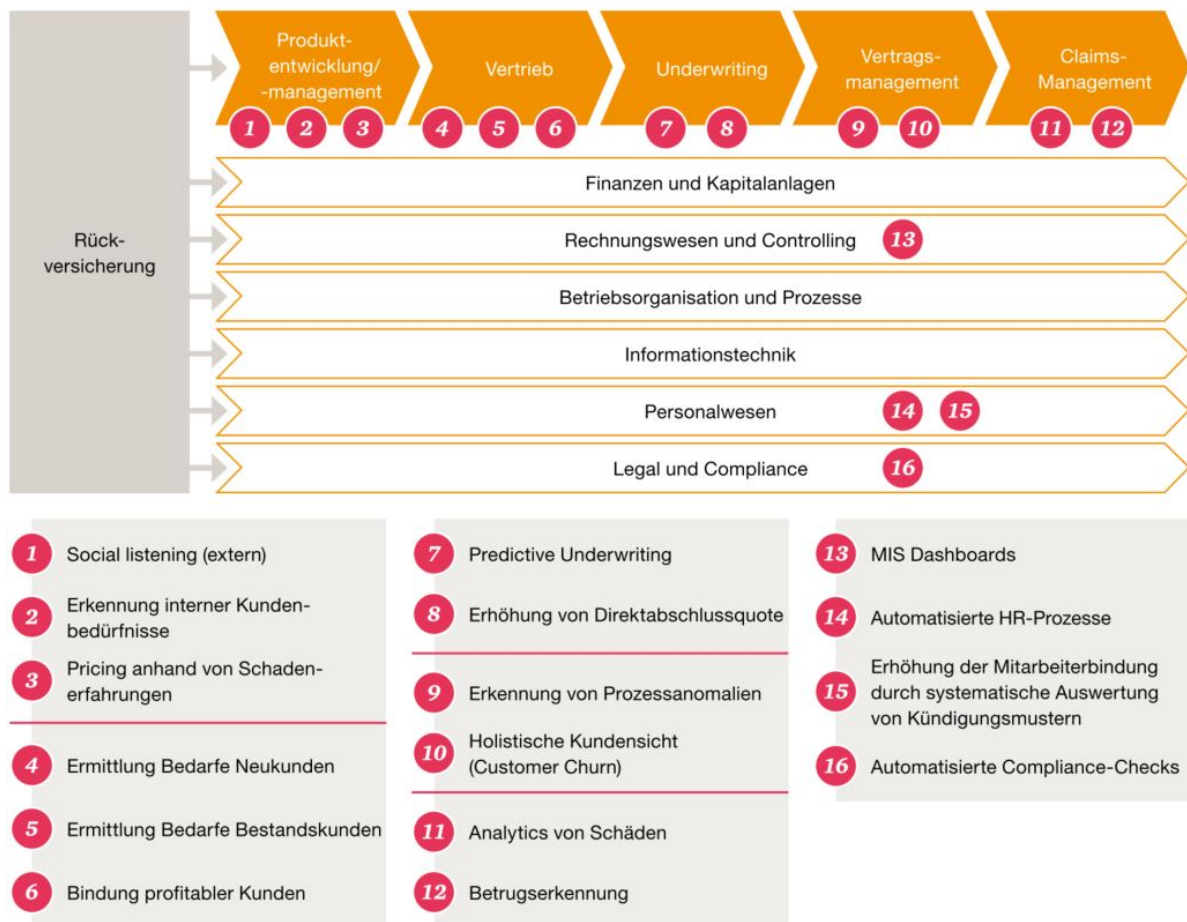 Produkt-
entwicklung/
-management
Vertrieb
Underwriting
Vertrags-
management
Claims-
Management
1 2 3 4 5 6 7 8 9 10 11 12
Rück-
versicherung
Finanzen und Kapitalanlagen
Rechnungswesen und Controlling 13
Betriebsorganisation und Prozesse
Informationstechnik
Personalwesen 14 15
Legal und Compliance 16
1 Social listening (extern)
2 Erkennung interner Kunden-
bedürfnisse
3 Pricing anhand von Schaden-
erfahrungen
4 Ermittlung Bedarfe Neukunden
5 Ermittlung Bedarfe Bestandskunden
6 Bindung profitabler Kunden
7 Predictive Underwriting
8 Erhöhung von Direktabschlussquote
9 Erkennung von Prozessanomalien
10 Holistische Kundensicht
(Customer Churn)
11 Analytics von Schäden
12 Betrugserkennung
13 MIS Dashboards
14 Automatisierte HR-Prozesse
15 Erhöhung der Mitarbeiterbindung
durch systematische Auswertung
von Kündigungsmustern
16 Automatisierte Compliance-Checks